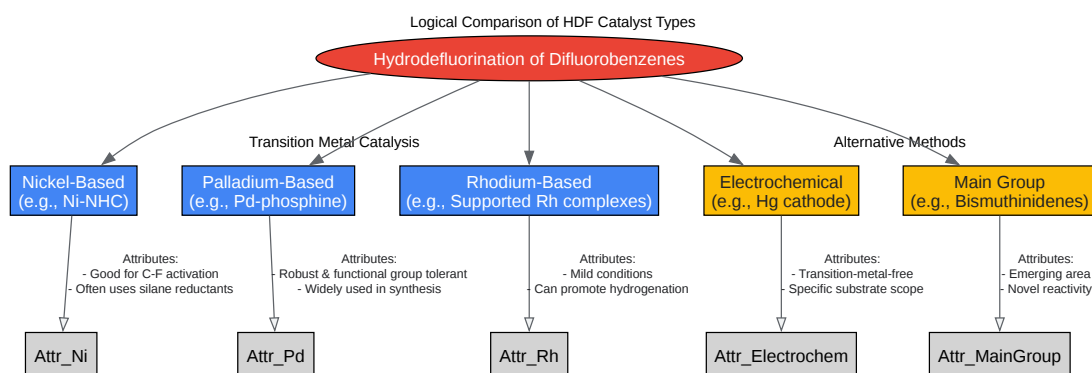 Logical Comparison of HDF Catalyst Types
Hydrodefluorination of Difluorobenzenes
Transition Metal Catalysis
Alternative Methods
Nickel-Based
(e.g., Ni-NHC)
Palladium-Based
(e.g., Pd-phosphine)
Rhodium-Based
(e.g., Supported Rh complexes)
Electrochemical
(e.g., Hg cathode)
Main Group
(e.g., Bismuthinidenes)
Attributes:
- Good for C-F activation
- Often uses silane reductants
Attributes:
- Robust & functional group tolerant
- Widely used in synthesis
Attributes:
- Mild conditions
- Can promote hydrogenation
Attributes:
- Transition-metal-free
- Specific substrate scope
Attributes:
- Emerging area
- Novel reactivity
Attr_Ni
Attr_Pd
Attr_Rh
Attr_Electrochem
Attr_MainGroup